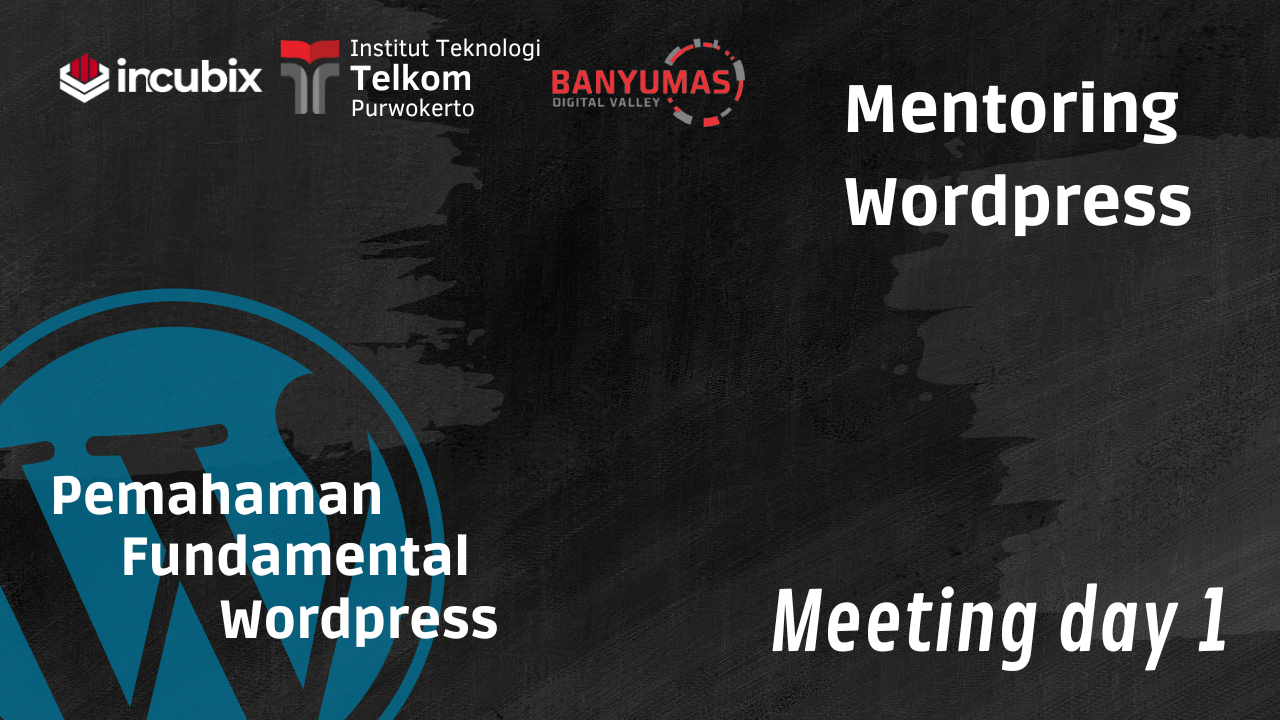 incubix
Institut Teknologi
Telkom
Purwokerto
BANYUMAS
DIGITAL VALLEY
Mentoring
Wordpress
Pemahaman
Fundamental
Wordpress
Meeting day 1